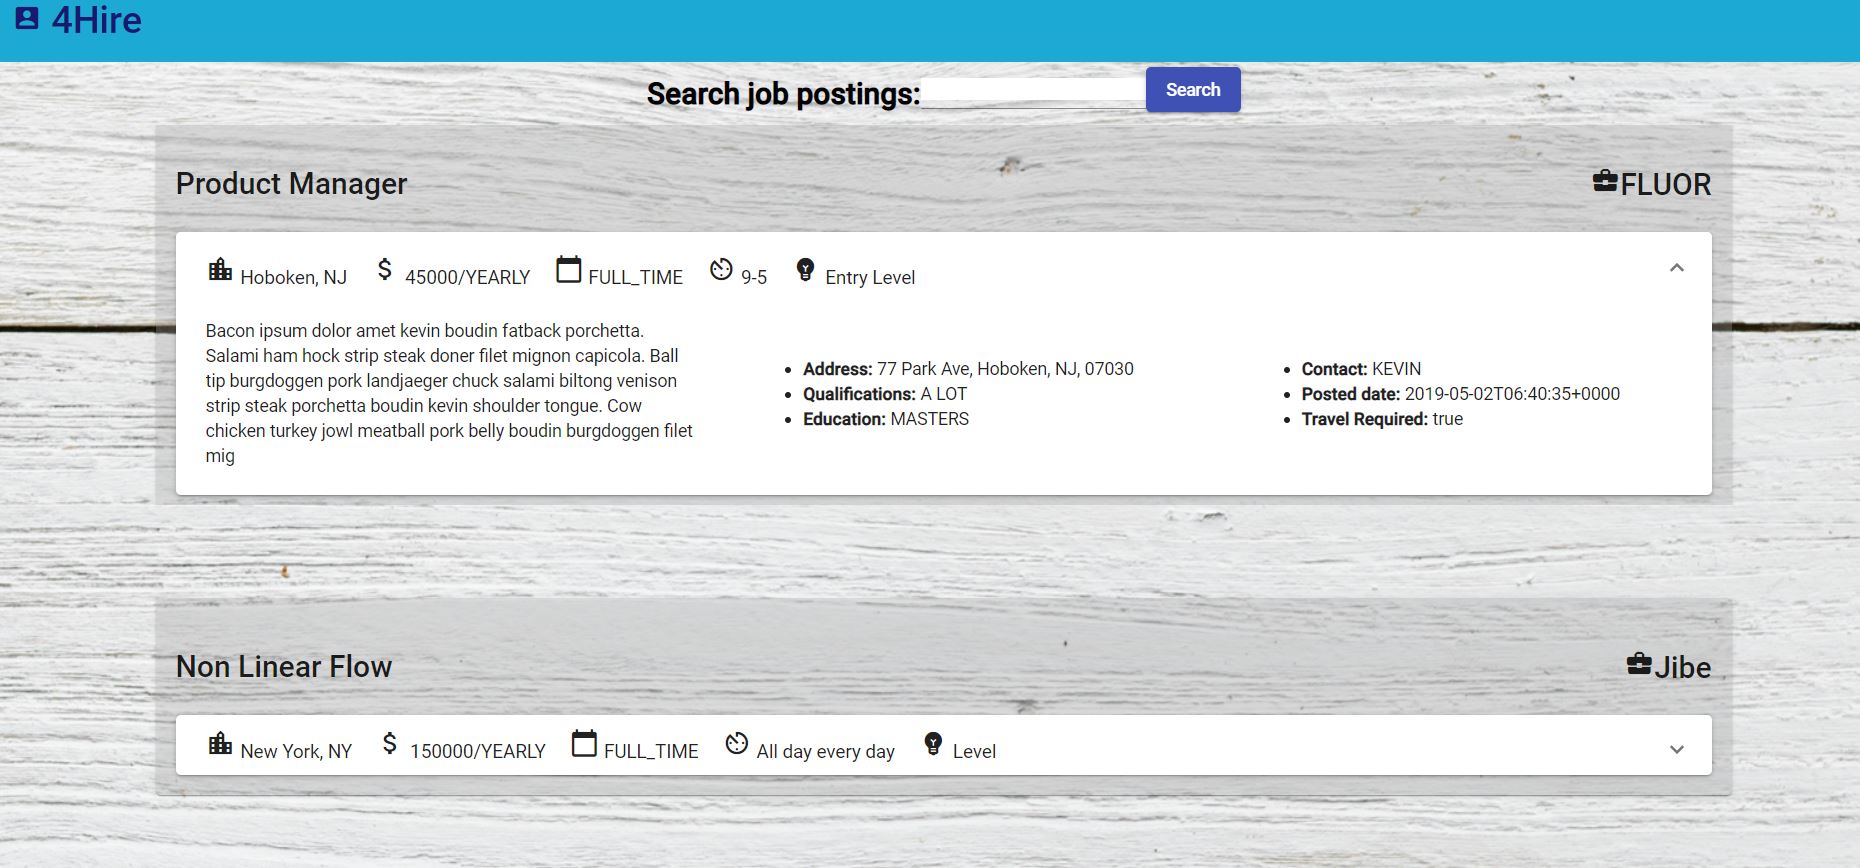 4Hire
Search job postings: Search
Product Manager FLUOR
Hoboken, NJ 45000/YEARLY FULL_TIME 9-5 Entry Level
Bacon ipsum dolor amet kevin boudin fatback porchetta.
Salami ham hock strip steak doner filet mignon capicola. Ball
tip burgdoggen pork landjaeger chuck salami biltong venison
strip steak porchetta boudin kevin shoulder tongue. Cow
chicken turkey jowl meatball pork belly boudin burgdoggen filet
mig
Address: 77 Park Ave, Hoboken, NJ, 07030
Qualifications: A LOT
Education: MASTERS
Contact: KEVIN
Posted date: 2019-05-02T06:40:35+0000
Travel Required: true
Non Linear Flow Jibe
New York, NY 150000/YEARLY FULL_TIME All day every day Level